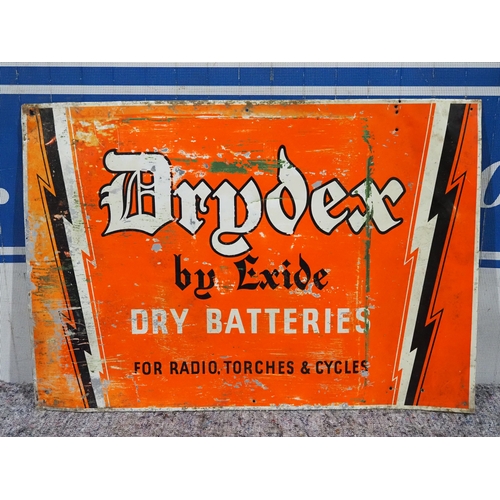 Drydex
by Exide
DRY BATTERIES
FOR RADIO, TORCHES & CYCLES